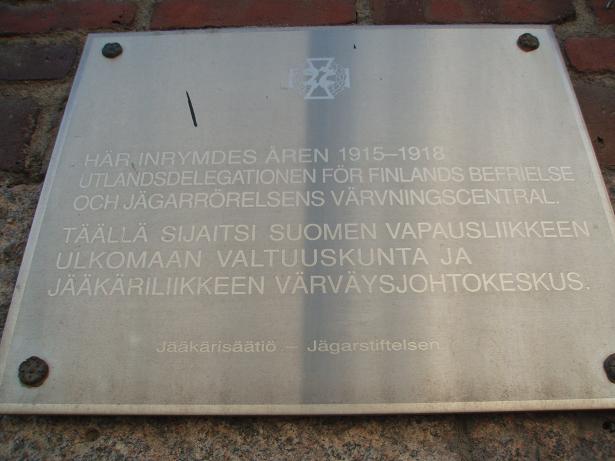 HÄR INRYMDES ÅREN 1915–1918
UTLANDSDELEGATIONEN FÖR FINLANDS BEFRIELSE
OCH JÄGARRÖRELSENS VÄRVNINGSCENTRAL.
TÄÄLLÄ SIJAITSI SUOMEN VAPAUSLIIKKEEN
ULKOMAAN VALTUUSKUNTA JA
JÄÄKÄRILIIKKEEN VÄRVÄYSJOHTOKESKUS.
Jääkärisäätiö – Jägarstiftelsen